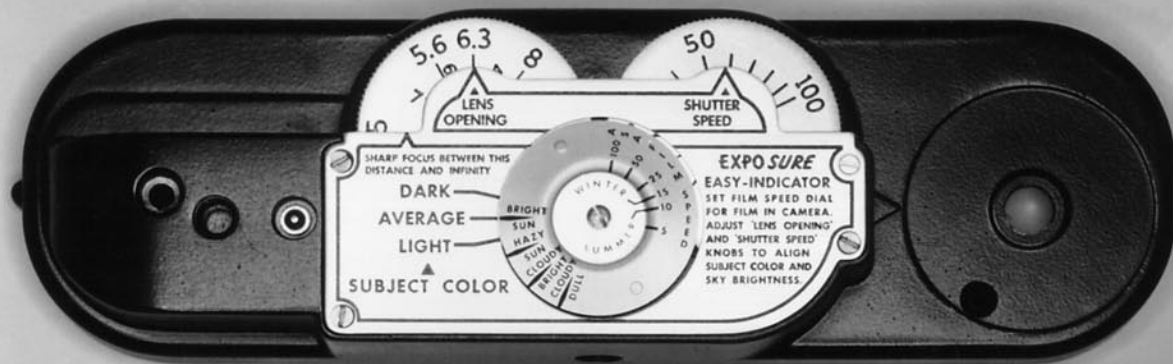 5.6 6.3 8
50 100
LENS OPENING
SHUTTER SPEED
SHARP FOCUS BETWEEN THIS
DISTANCE AND INFINITY
DARK
AVERAGE
LIGHT
SUBJECT COLOR
BRIGHT
SUN
HAZY
SUN
CLOUDY
BRIGHT
CLOUDY
DULL
WINTER
SUMMER
100
50
25
15
10
5
ASA FILM SPEED
EXPOSURE
EASY-INDICATOR
SET FILM SPEED DIAL
FOR FILM IN CAMERA.
ADJUST 'LENS OPENING'
AND 'SHUTTER SPEED'
KNOBS TO ALIGN
SUBJECT COLOR AND
SKY BRIGHTNESS.